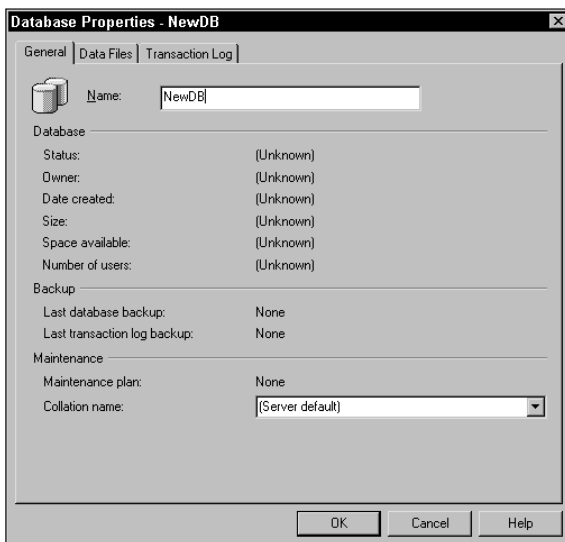 Database Properties - NewDB
General Data Files Transaction Log
Name: NewDB
Database
Status: (Unknown)
Owner: (Unknown)
Date created: (Unknown)
Size: (Unknown)
Space available: (Unknown)
Number of users: (Unknown)
Backup
Last database backup: None
Last transaction log backup: None
Maintenance
Maintenance plan: None
Collation name: (Server default)
OK Cancel Help